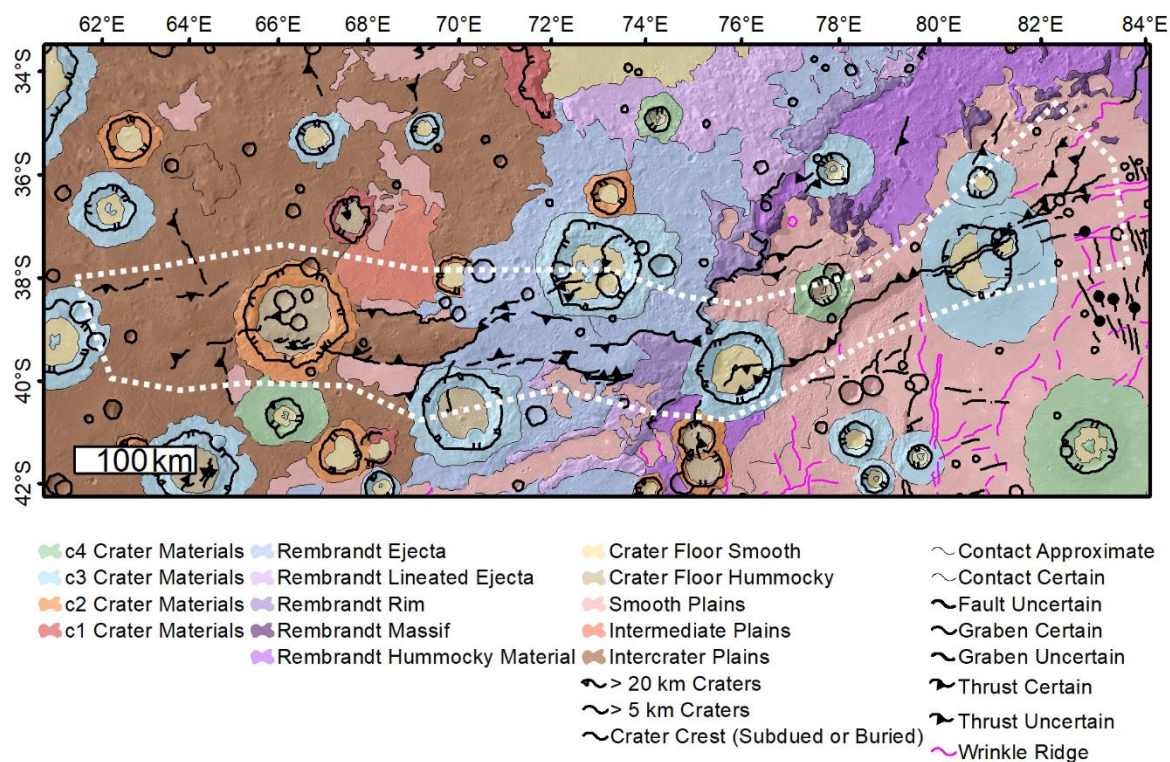 62°E 64°E 66°E 68°E 70°E 72°E 74°E 76°E 78°E 80°E 82°E 84°E
34°S
36°S
38°S
40°S
42°S
100 km
c4 Crater Materials
c3 Crater Materials
c2 Crater Materials
c1 Crater Materials
Rembrandt Ejecta
Rembrandt Lineated Ejecta
Rembrandt Rim
Rembrandt Massif
Rembrandt Hummocky Material
Crater Floor Smooth
Crater Floor Hummocky
Smooth Plains
Intermediate Plains
Intercrater Plains
> 20 km Craters
> 5 km Craters
Crater Crest (Subdued or Buried)
Contact Approximate
Contact Certain
Fault Uncertain
Graben Certain
Graben Uncertain
Thrust Certain
Thrust Uncertain
Wrinkle Ridge